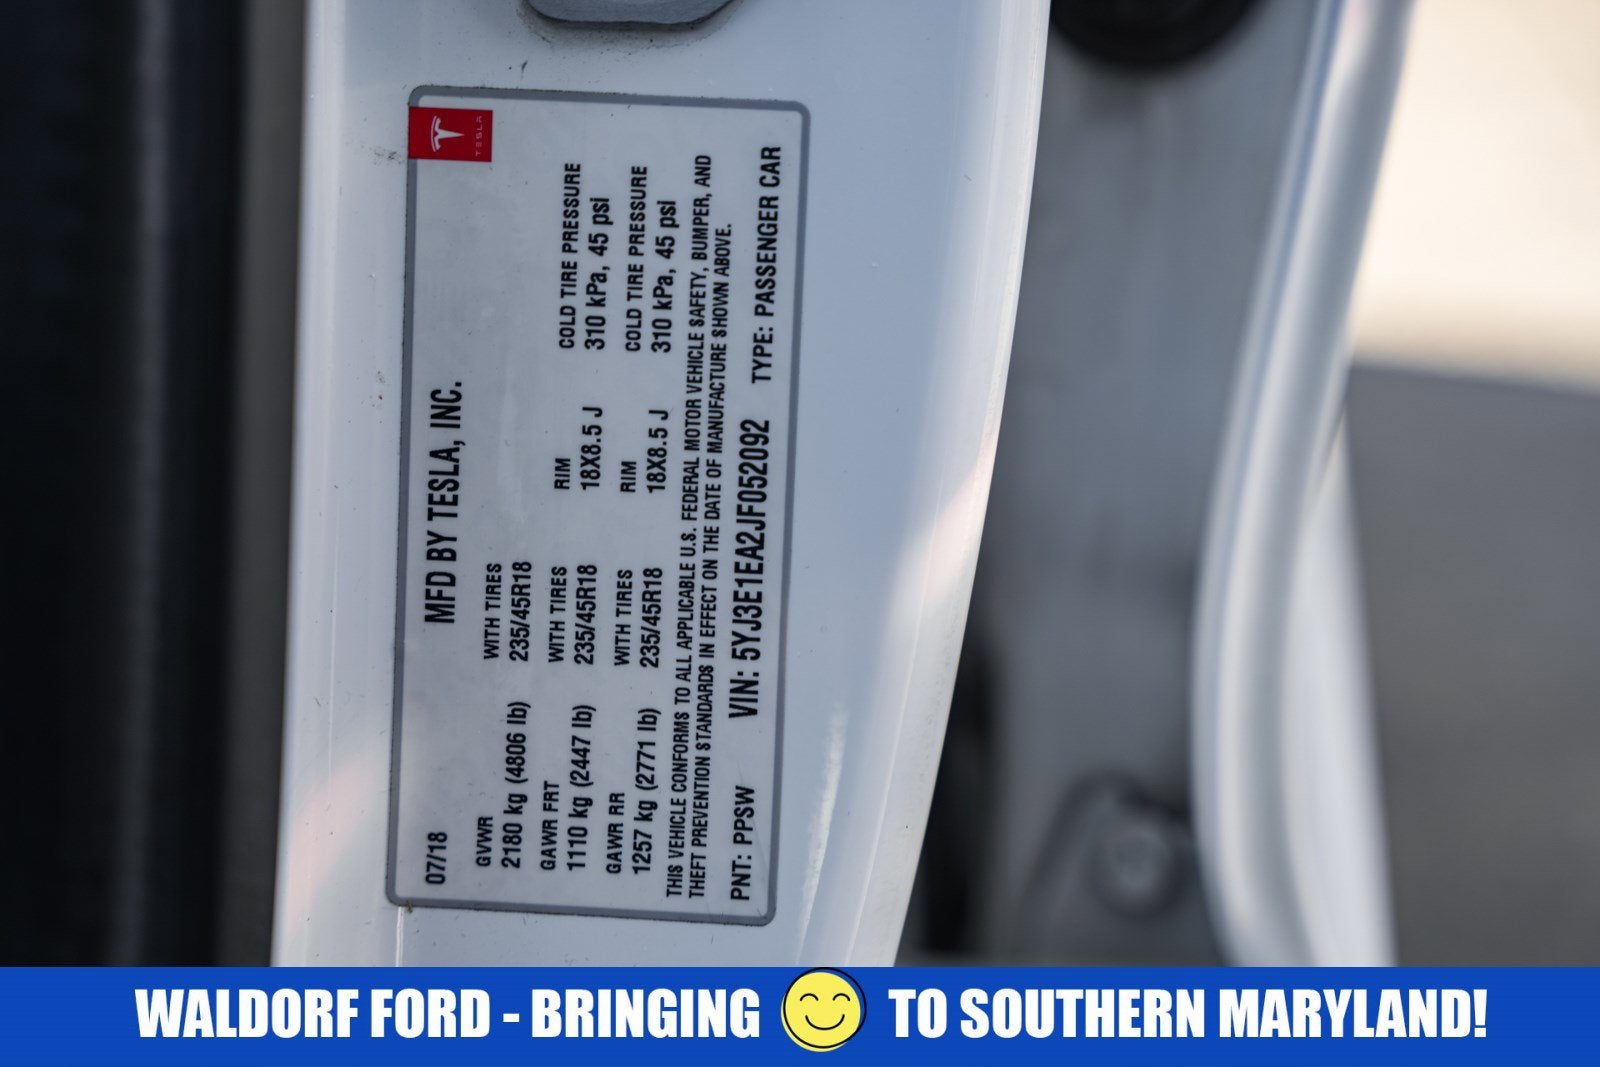 TESLA
MFD BY TESLA, INC.
07/18
GVWR
2180 kg (4806 lb)
WITH TIRES
235/45R18
GAWR FRT
1110 kg (2447 lb)
WITH TIRES
235/45R18
RIM
18X8.5 J
COLD TIRE PRESSURE
310 kPa, 45 psi
GAWR RR
1257 kg (2771 lb)
WITH TIRES
235/45R18
RIM
18X8.5 J
COLD TIRE PRESSURE
310 kPa, 45 psi
THIS VEHICLE CONFORMS TO ALL APPLICABLE U.S. FEDERAL MOTOR VEHICLE SAFETY, BUMPER, AND
THEFT PREVENTION STANDARDS IN EFFECT ON THE DATE OF MANUFACTURE SHOWN ABOVE.
PNT: PPSW VIN: 5YJ3E1EA2JF052092 TYPE: PASSENGER CAR
WALDORF FORD - BRINGING TO SOUTHERN MARYLAND!